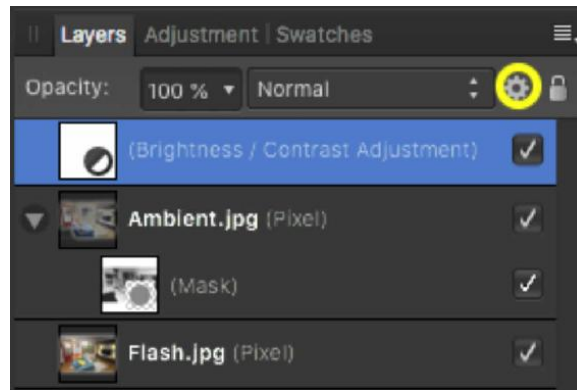 Layers Adjustment | Swatches
Opacity: 100 % Normal
(Brightness / Contrast Adjustment)
Ambient.jpg (Pixel)
(Mask)
Flash.jpg (Pixel)